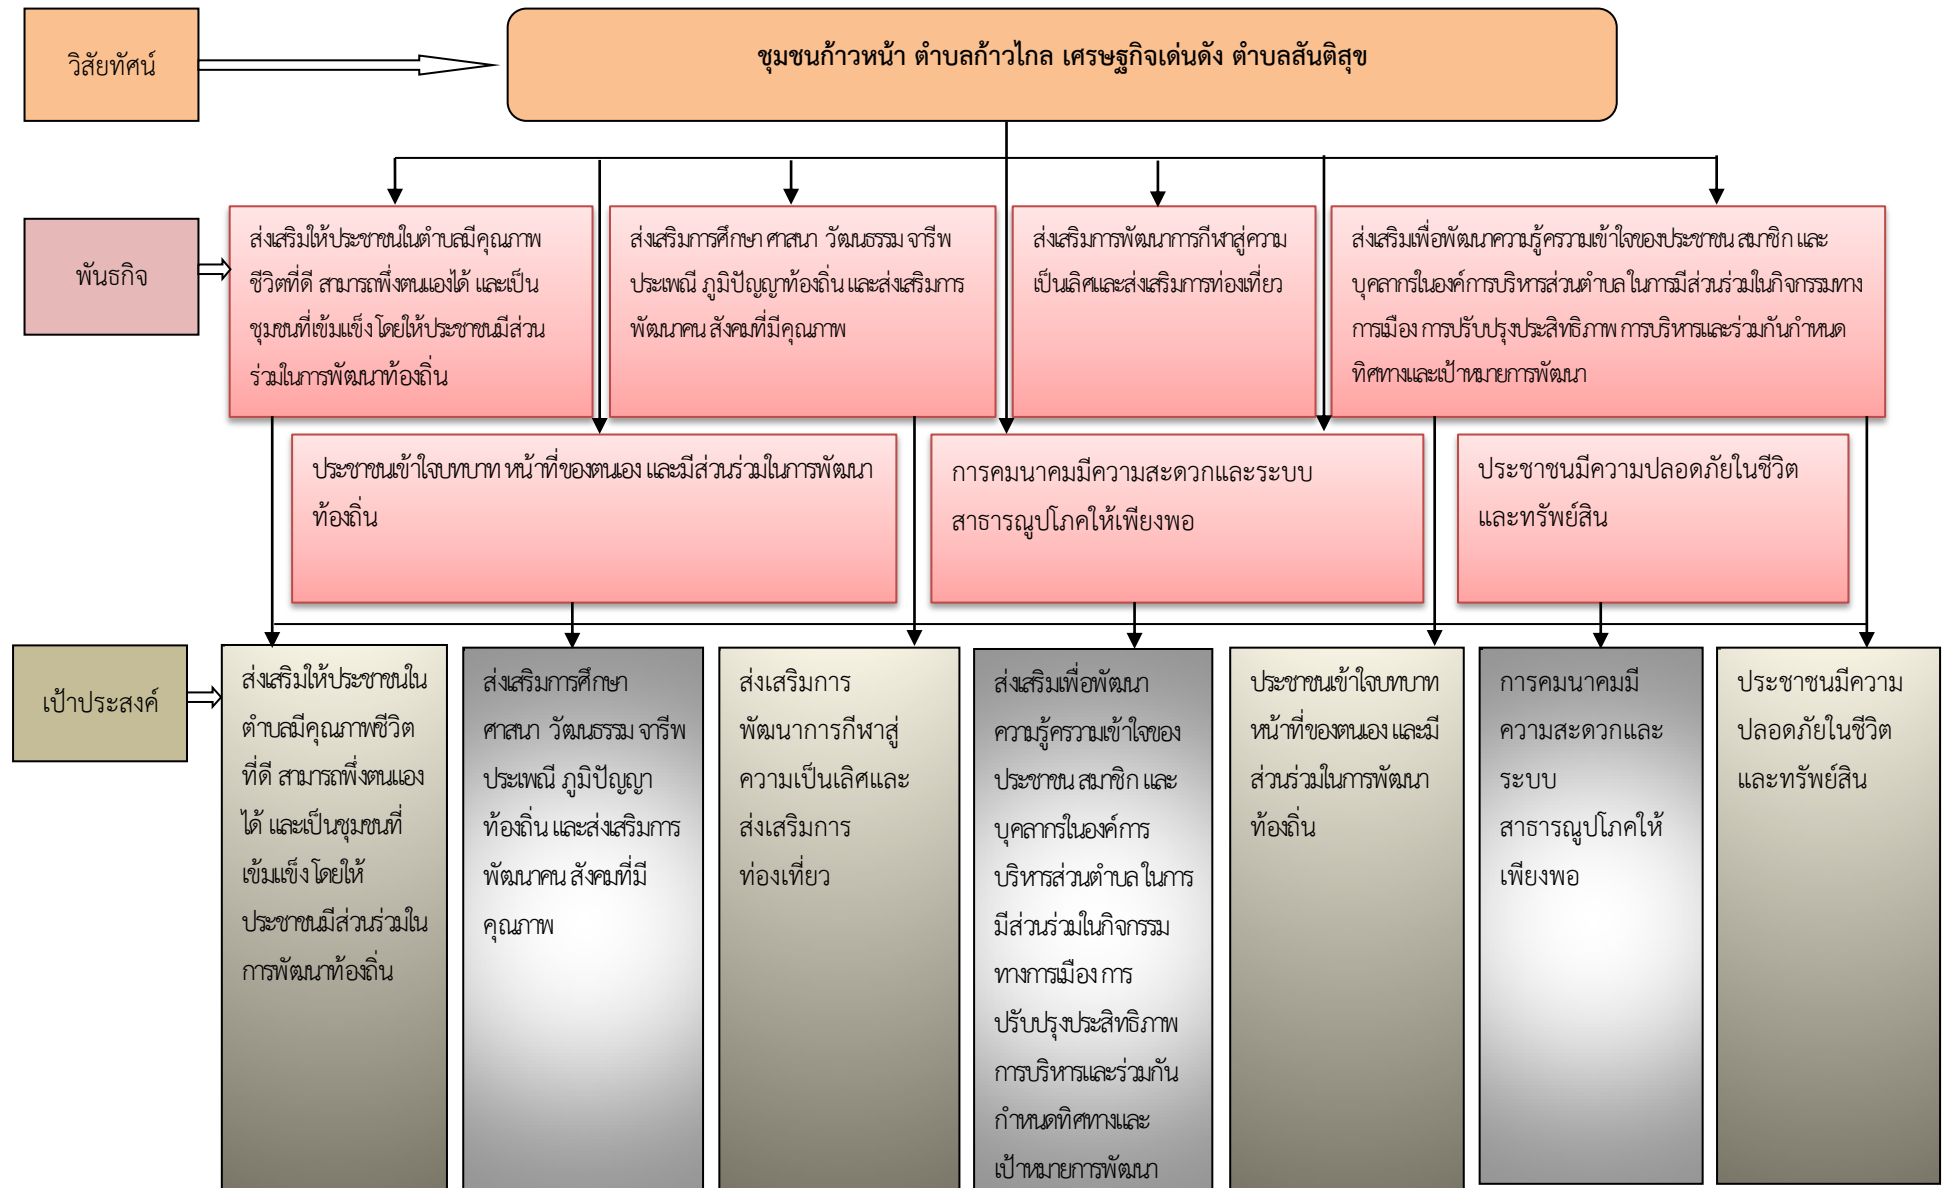 วิสัยทัศน์
ชุมชนก้าวหน้า ตำบลก้าวไกล เศรษฐกิจเด่นดัง ตำบลสันติสุข
พันธกิจ
ส่งเสริมให้ประชาชนในตำบลมีคุณภาพ
ชีวิตที่ดี สามารถพึ่งตนเองได้ และเป็น
ชุมชนที่เข้มแข็ง โดยให้ประชาชนมีส่วน
ร่วมในการพัฒนาท้องถิ่น
ส่งเสริมการศึกษา ศาสนา วัฒนธรรม จารีพ
ประเพณี ภูมิปัญญาท้องถิ่น และส่งเสริมการ
พัฒนาคน สังคมที่มีคุณภาพ
ส่งเสริมการพัฒนาการกีฬาสู่ความ
เป็นเลิศและส่งเสริมการท่องเที่ยว
ส่งเสริมเพื่อพัฒนาความรู้ครวามเข้าใจของประชาชน สมาชิก และ
บุคลากรในองค์การบริหารส่วนตำบล ในการมีส่วนร่วมในกิจกรรมทาง
การเมือง การปรับปรุงประสิทธิภาพ การบริหารและร่วมกันกำหนด
ทิศทางและเป้าหมายการพัฒนา
ประชาชนเข้าใจบทบาท หน้าที่ของตนเอง และมีส่วนร่วมในการพัฒนา
ท้องถิ่น
การคมนาคมมีความสะดวกและระบบ
สาธารณูปโภคให้เพียงพอ
ประชาชนมีความปลอดภัยในชีวิต
และทรัพย์สิน
เป้าประสงค์
ส่งเสริมให้ประชาชนใน
ตำบลมีคุณภาพชีวิต
ที่ดี สามารถพึ่งตนเอง
ได้ และเป็นชุมชนที่
เข้มแข็ง โดยให้
ประชาชนมีส่วนร่วมใน
การพัฒนาท้องถิ่น
ส่งเสริมการศึกษา
ศาสนา วัฒนธรรม จารีพ
ประเพณี ภูมิปัญญา
ท้องถิ่น และส่งเสริมการ
พัฒนาคน สังคมที่มี
คุณภาพ
ส่งเสริมการ
พัฒนาการกีฬาสู่
ความเป็นเลิศและ
ส่งเสริมการ
ท่องเที่ยว
ส่งเสริมเพื่อพัฒนา
ความรู้ครวามเข้าใจของ
ประชาชน สมาชิก และ
บุคลากรในองค์การ
บริหารส่วนตำบล ในการ
มีส่วนร่วมในกิจกรรม
ทางการเมือง การ
ปรับปรุงประสิทธิภาพ
การบริหารและร่วมกัน
กำหนดทิศทางและ
เป้าหมายการพัฒนา
ประชาชนเข้าใจบทบาท
หน้าที่ของตนเอง และมี
ส่วนร่วมในการพัฒนา
ท้องถิ่น
การคมนาคมมี
ความสะดวกและ
ระบบ
สาธารณูปโภคให้
เพียงพอ
ประชาชนมีความ
ปลอดภัยในชีวิต
และทรัพย์สิน